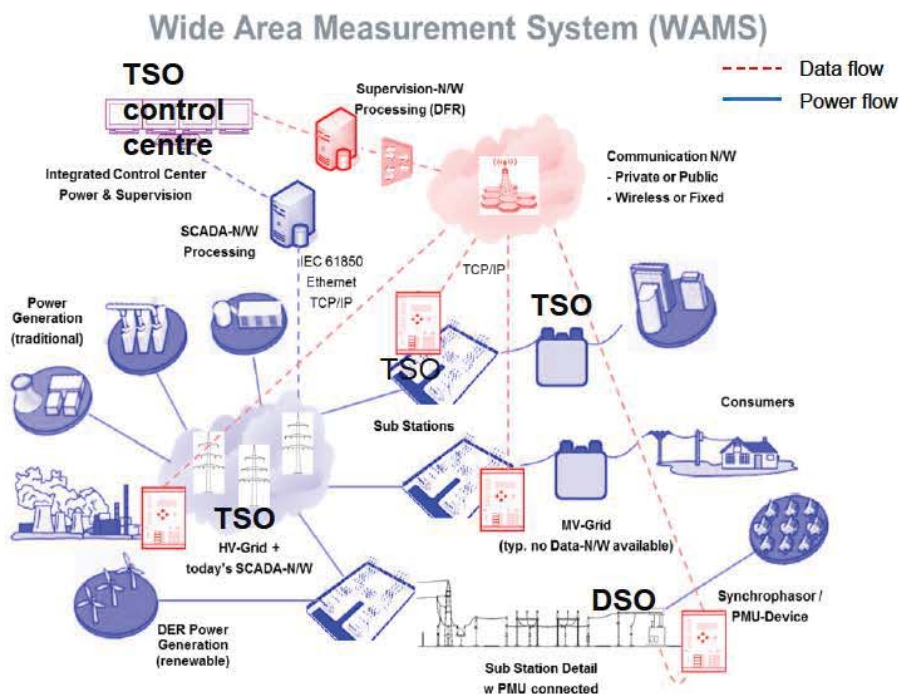 Wide Area Measurement System (WAMS)
Data flow
Power flow
TSO
control
centre
Integrated Control Center
Power & Supervision
Supervision-N/W
Processing (DFR)
Communication N/W
- Private or Public
- Wireless or Fixed
SCADA-N/W
Processing
IEC 61850
Ethernet
TCP/IP
TCP/IP
Power
Generation
(traditional)
TSO
TSO
Sub Stations
Consumers
TSO
HV-Grid +
today's SCADA-N/W
MV-Grid
(typ. no Data-N/W available)
DER Power
Generation
(renewable)
DSO
Synchrophasor /
PMU-Device
Sub Station Detail
w PMU connected